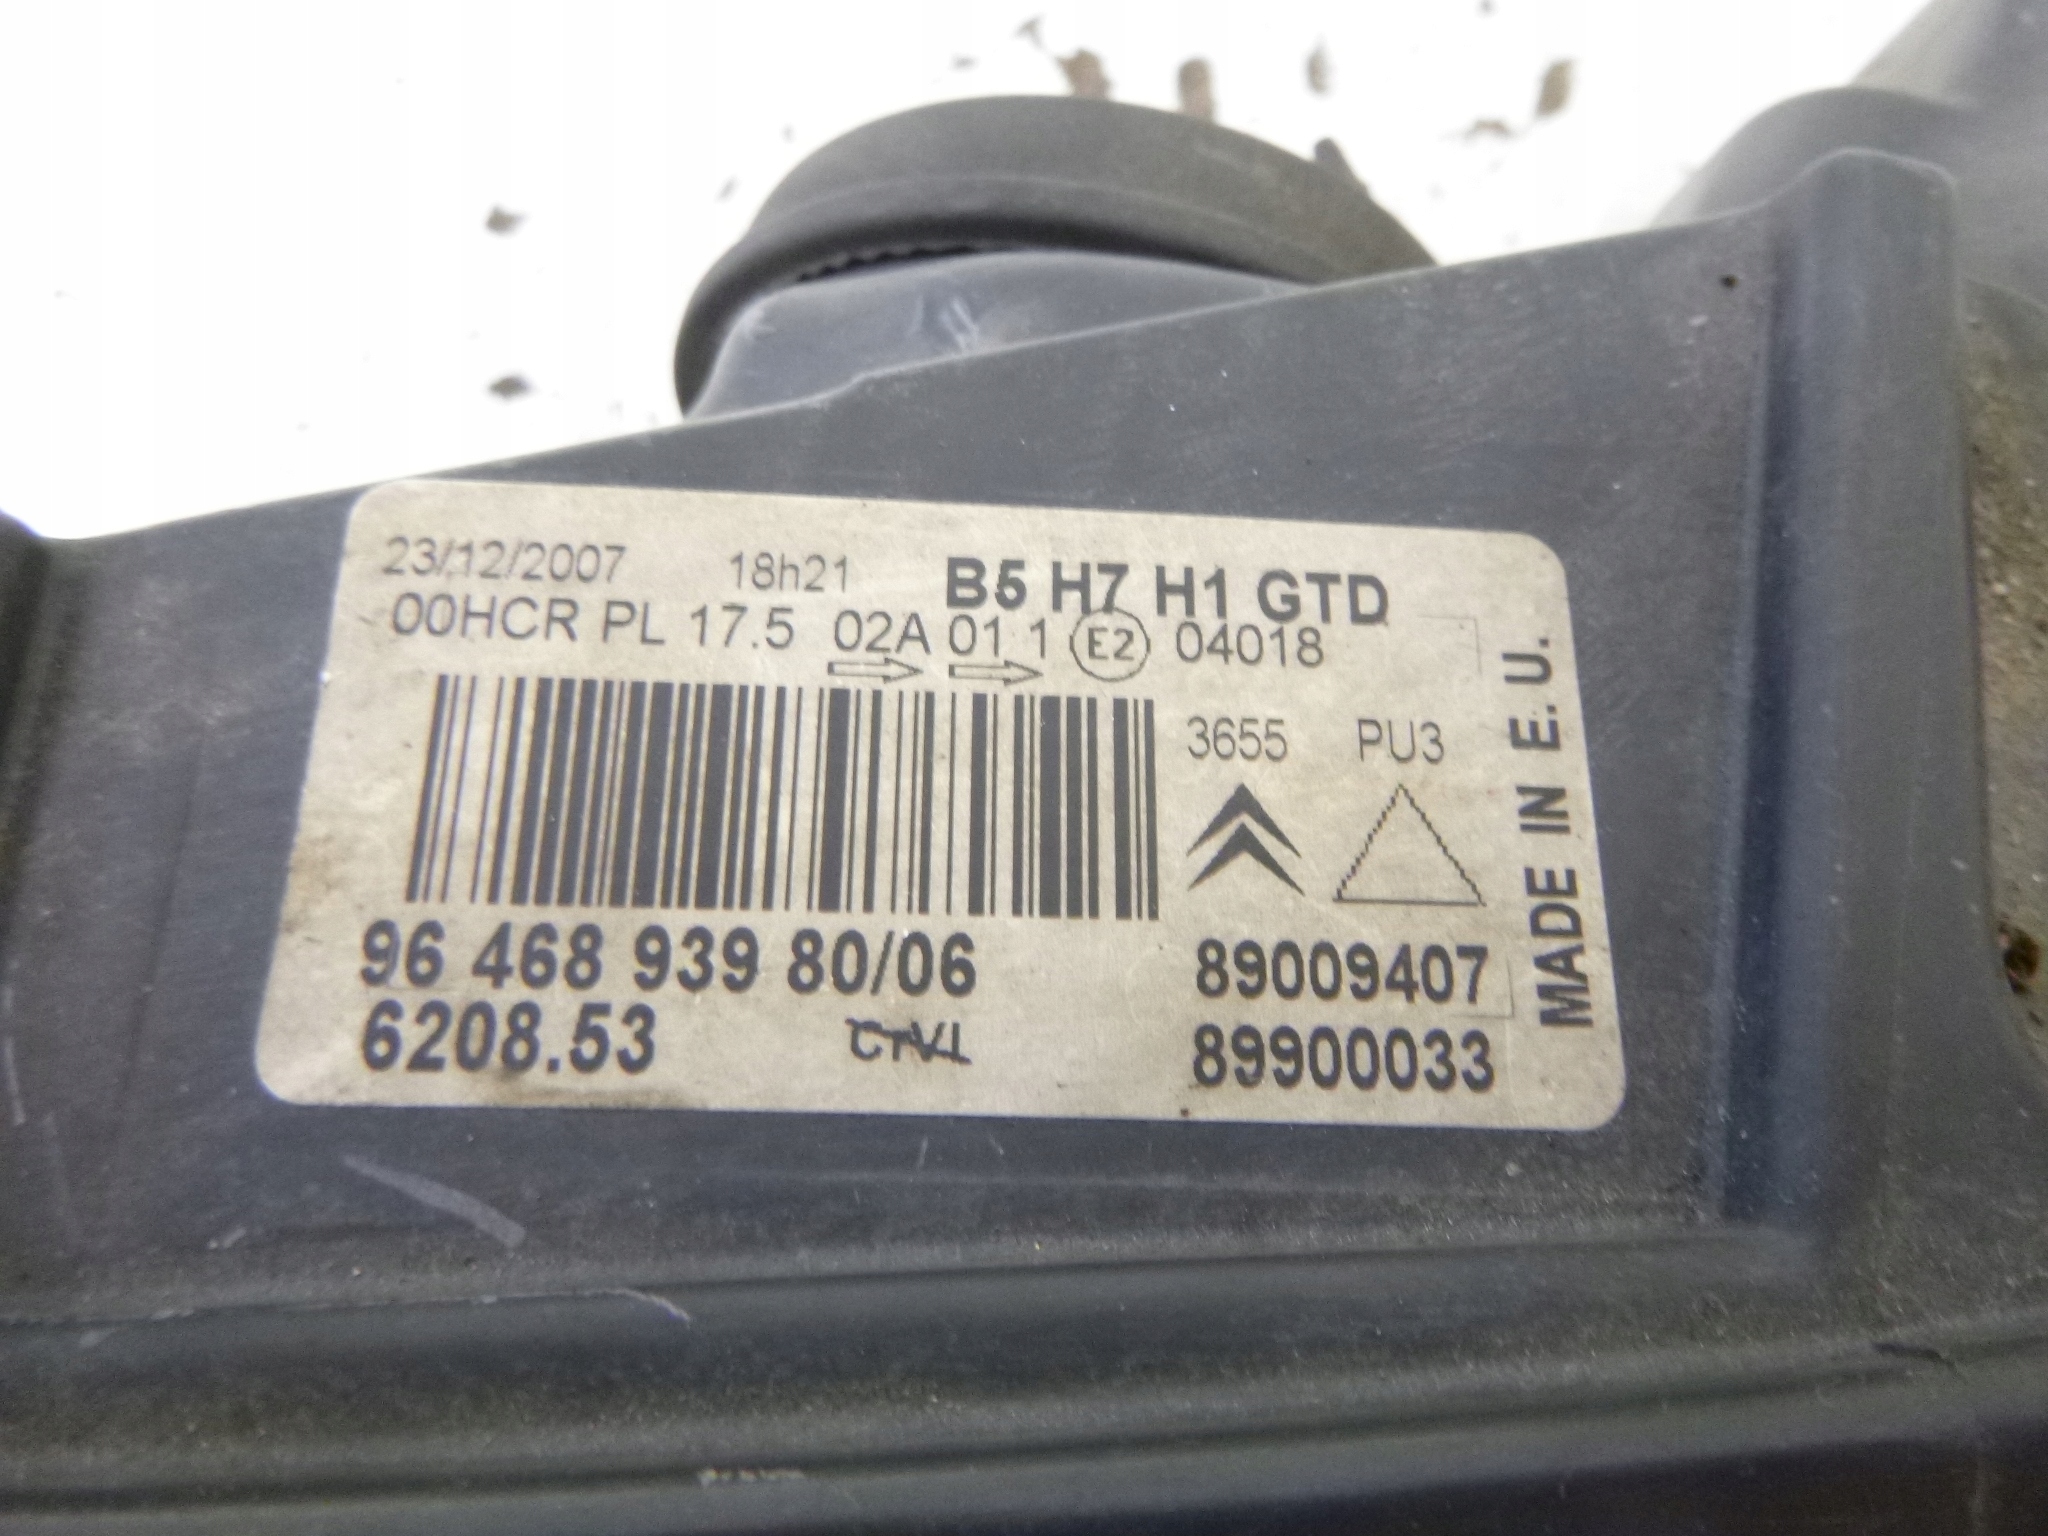 23/12/2007 18h21 B5 H7 H1 GTD
00HCR PL 17.5 02A 01 1 E2 04018
3655 PU3
96 468 939 80/06 89009407
6208.53 89900033
MADE IN E.U.